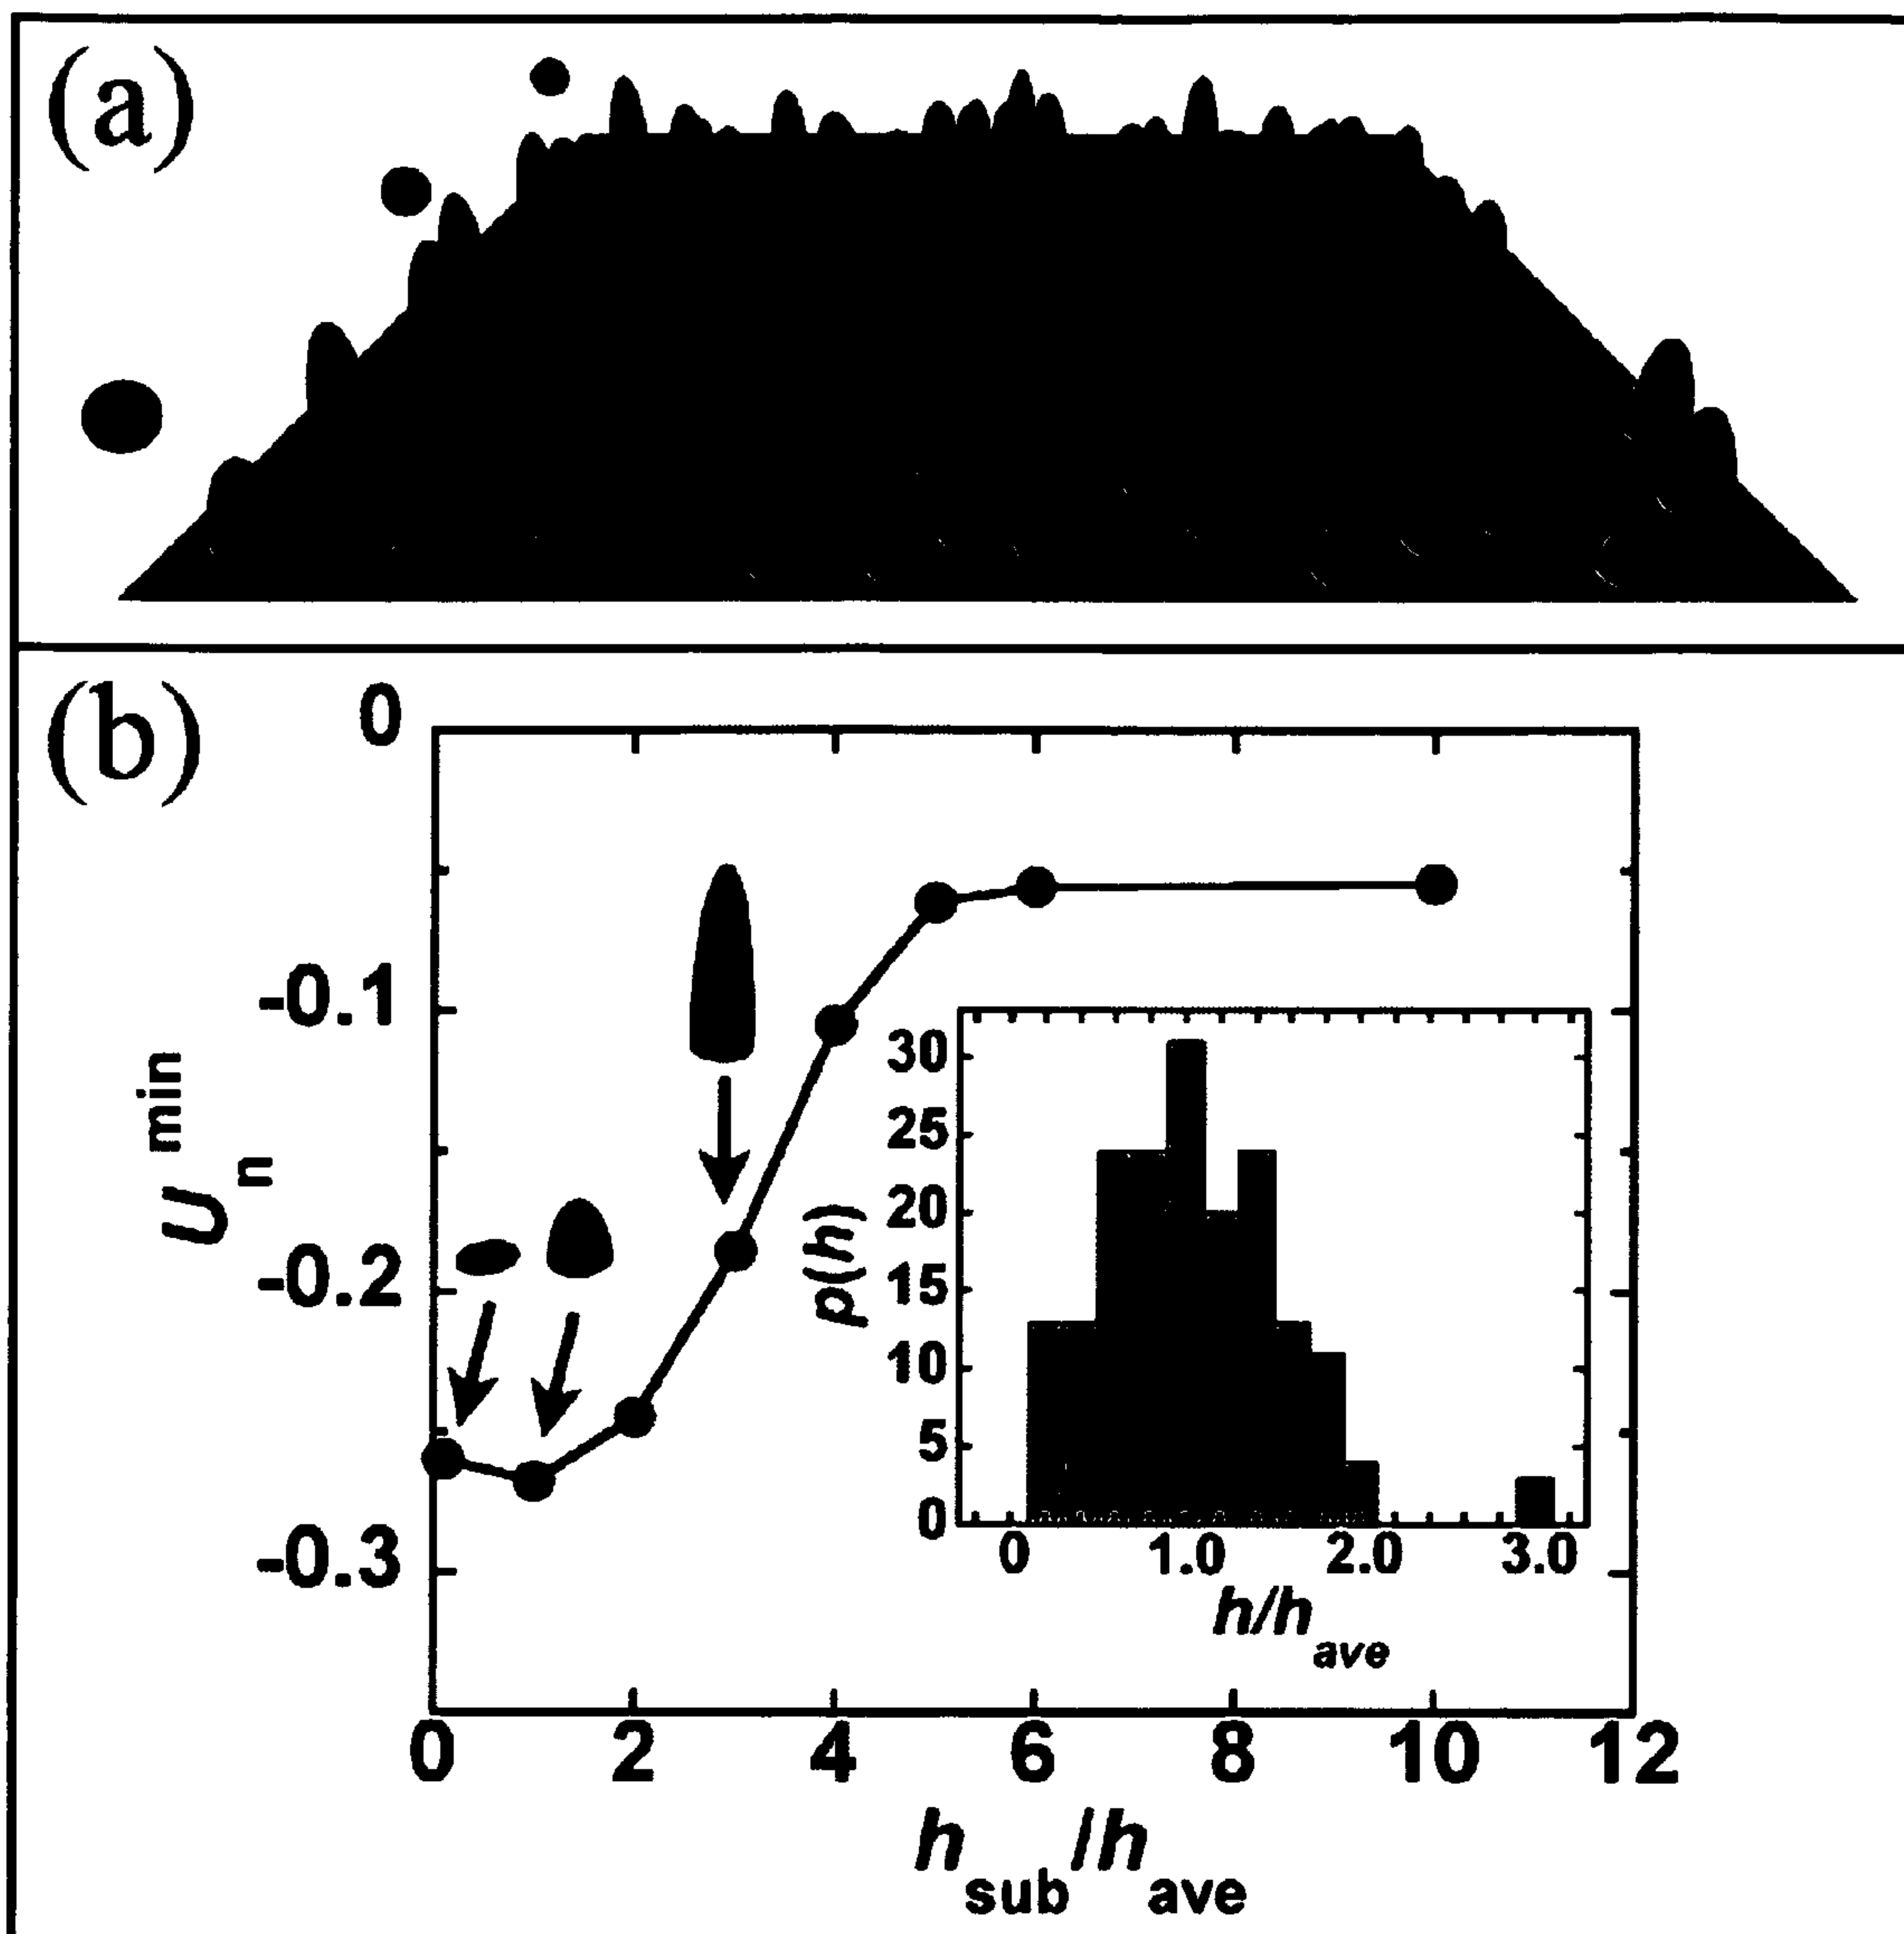 (a)
(b)
0
-0.1
-0.2
-0.3
U n min
30
25
20
15
10
5
0
p(h)
0 1.0 2.0 3.0
h/h ave
0 2 4 6 8 10 12
h sub /h ave